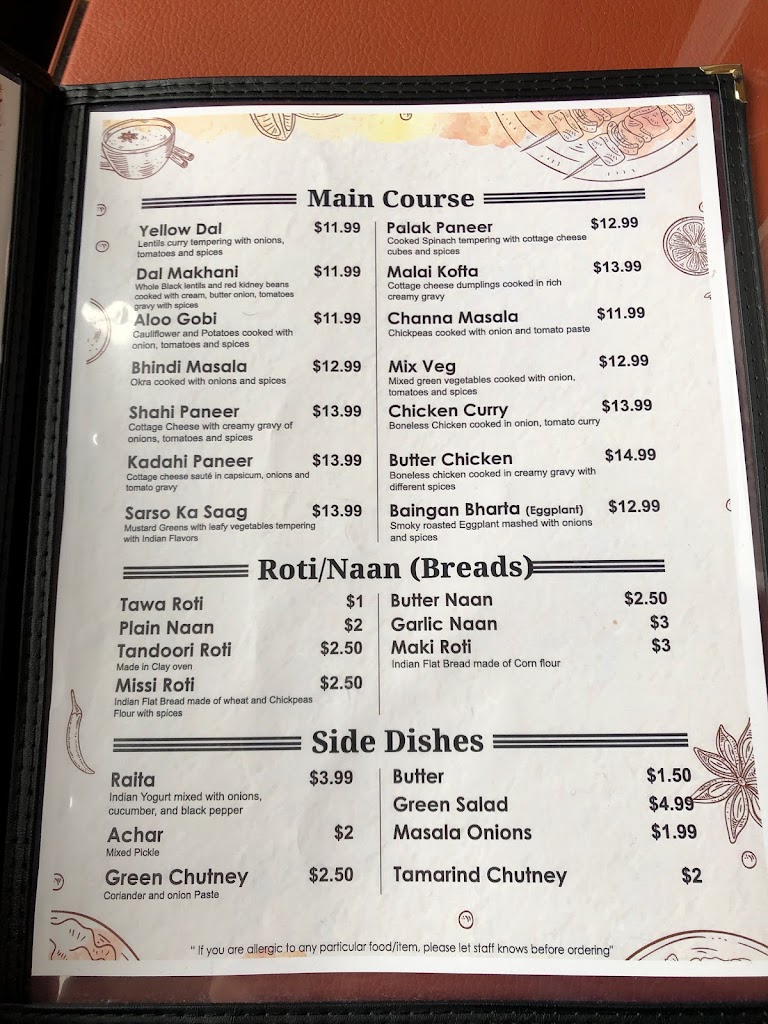 Main Course
Yellow Dal $11.99
Lentils curry tempering with onions,
tomatoes and spices
Dal Makhani $11.99
Whole Black lentils and red kidney beans
cooked with cream, butter onion, tomatoes
gravy with spices
Aloo Gobi $11.99
Cauliflower and Potatoes cooked with
onion, tomatoes and spices
Bhindi Masala $12.99
Okra cooked with onions and spices
Shahi Paneer $13.99
Cottage Cheese with creamy gravy of
onions, tomatoes and spices
Kadahi Paneer $13.99
Cottage cheese sauté in capsicum, onions and
tomato gravy
Sarso Ka Saag $13.99
Mustard Greens with leafy vegetables tempering
with Indian Flavors
Palak Paneer $12.99
Cooked Spinach tempering with cottage cheese
cubes and spices
Malai Kofta $13.99
Cottage cheese dumplings cooked in rich
creamy gravy
Channa Masala $11.99
Chickpeas cooked with onion and tomato paste
Mix Veg $12.99
Mixed green vegetables cooked with onion,
tomatoes and spices
Chicken Curry $13.99
Boneless Chicken cooked in onion, tomato curry
Butter Chicken $14.99
Boneless chicken cooked in creamy gravy with
different spices
Baingan Bharta (Eggplant) $12.99
Smoky roasted Eggplant mashed with onions
and spices
Roti/Naan (Breads)
Tawa Roti $1
Plain Naan $2
Tandoori Roti $2.50
Made in Clay oven
Missi Roti $2.50
Indian Flat Bread made of wheat and Chickpeas
Flour with spices
Butter Naan $2.50
Garlic Naan $3
Maki Roti $3
Indian Flat Bread made of Corn flour
Side Dishes
Raita $3.99
Indian Yogurt mixed with onions,
cucumber, and black pepper
Achar $2
Mixed Pickle
Green Chutney $2.50
Coriander and onion Paste
Butter $1.50
Green Salad $4.99
Masala Onions $1.99
Tamarind Chutney $2
" If you are allergic to any particular food/item, please let staff knows before ordering"